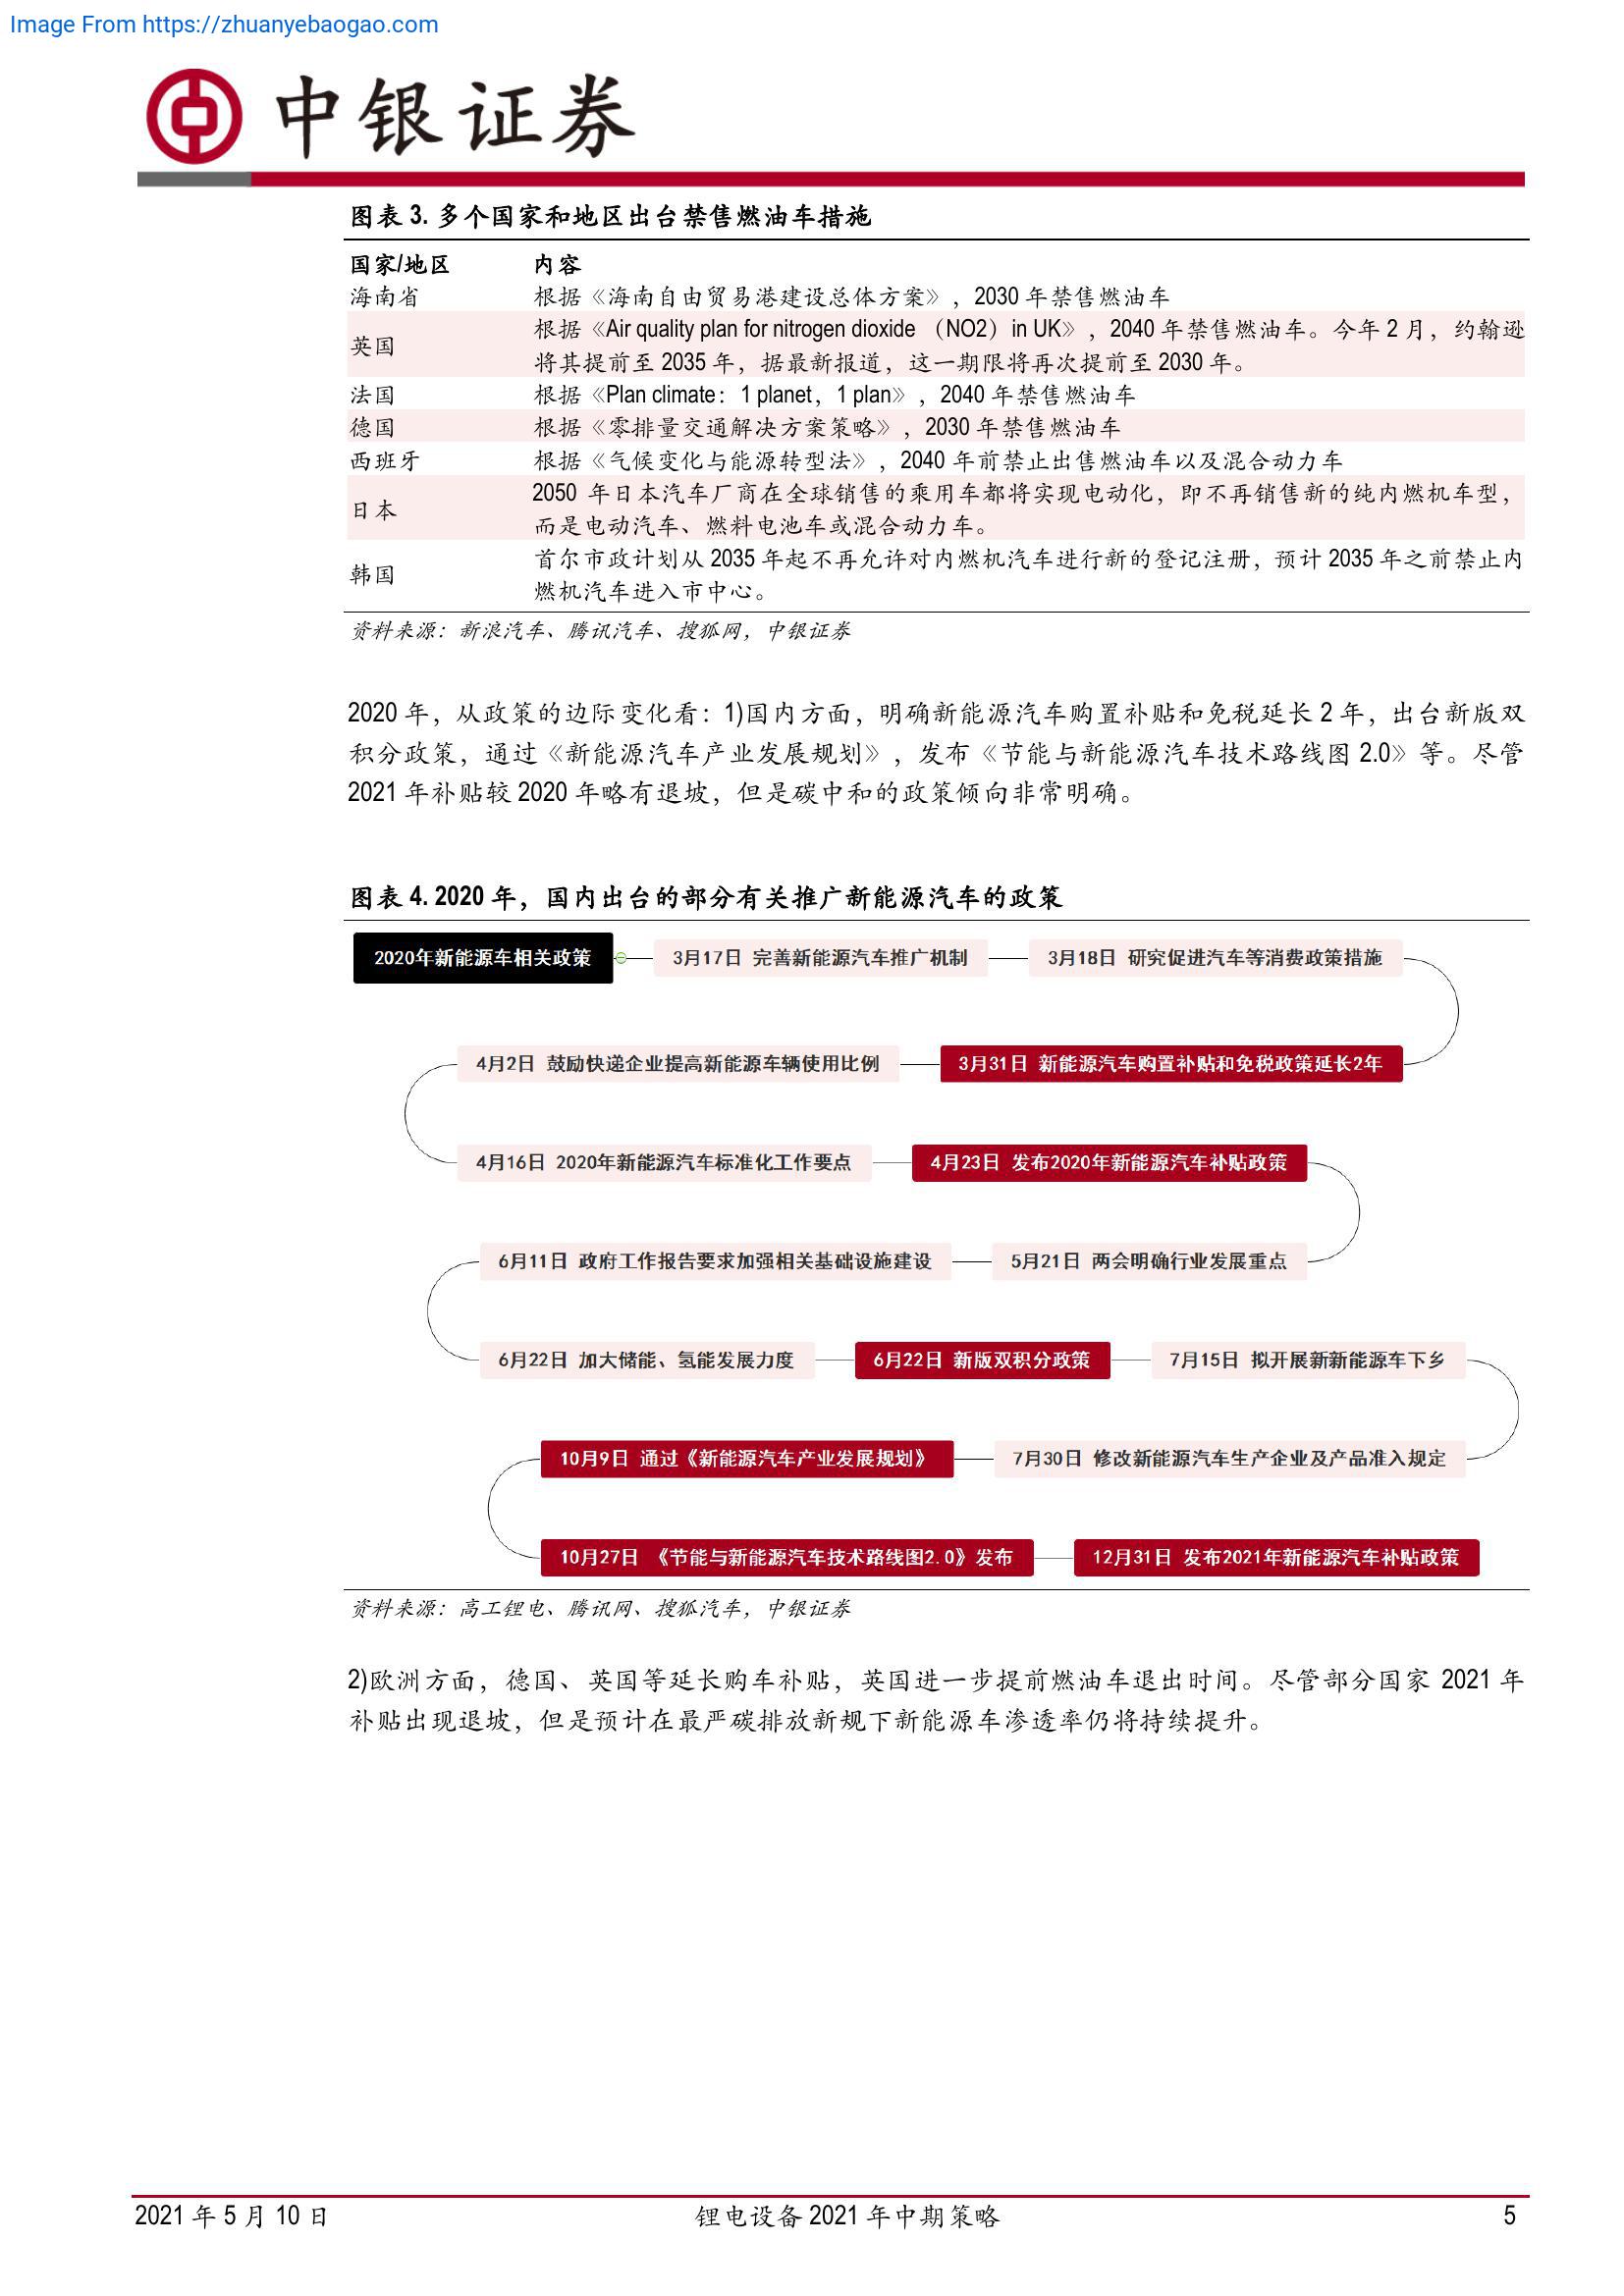 Image From https://zhuanyebaogao.com
中银证券
图表 3. 多个国家和地区出台禁售燃油车措施
国家/地区 内容
海南省 根据《海南自由贸易港建设总体方案》，2030 年禁售燃油车
英国 根据《Air quality plan for nitrogen dioxide （NO2）in UK》，2040 年禁售燃油车。今年 2 月，约翰逊
将其提前至 2035 年，据最新报道，这一期限将再次提前至 2030 年。
法国 根据《Plan climate：1 planet，1 plan》，2040 年禁售燃油车
德国 根据《零排量交通解决方案策略》，2030 年禁售燃油车
西班牙 根据《气候变化与能源转型法》，2040 年前禁止出售燃油车以及混合动力车
日本 2050 年日本汽车厂商在全球销售的乘用车都将实现电动化，即不再销售新的纯内燃机车型，
而是电动汽车、燃料电池车或混合动力车。
韩国 首尔市政计划从 2035 年起不再允许对内燃机汽车进行新的登记注册，预计 2035 年之前禁止内
燃机汽车进入市中心。
资料来源：新浪汽车、腾讯汽车、搜狐网，中银证券
2020 年，从政策的边际变化看：1)国内方面，明确新能源汽车购置补贴和免税延长 2 年，出台新版双
积分政策，通过《新能源汽车产业发展规划》，发布《节能与新能源汽车技术路线图 2.0》等。尽管
2021 年补贴较 2020 年略有退坡，但是碳中和的政策倾向非常明确。
图表 4. 2020 年，国内出台的部分有关推广新能源汽车的政策
2020年新能源车相关政策 3月17日 完善新能源汽车推广机制 3月18日 研究促进汽车等消费政策措施
4月2日 鼓励快递企业提高新能源车辆使用比例 3月31日 新能源汽车购置补贴和免税政策延长2年
4月16日 2020年新能源汽车标准化工作要点 4月23日 发布2020年新能源汽车补贴政策
6月11日 政府工作报告要求加强相关基础设施建设 5月21日 两会明确行业发展重点
6月22日 加大储能、氢能发展力度 6月22日 新版双积分政策 7月15日 拟开展新新能源车下乡
10月9日 通过《新能源汽车产业发展规划》 7月30日 修改新能源汽车生产企业及产品准入规定
10月27日 《节能与新能源汽车技术路线图2.0》发布 12月31日 发布2021年新能源汽车补贴政策
资料来源：高工锂电、腾讯网、搜狐汽车，中银证券
2)欧洲方面，德国、英国等延长购车补贴，英国进一步提前燃油车退出时间。尽管部分国家 2021 年
补贴出现退坡，但是预计在最严碳排放新规下新能源车渗透率仍将持续提升。
2021 年 5 月 10 日 锂电设备 2021 年中期策略 5